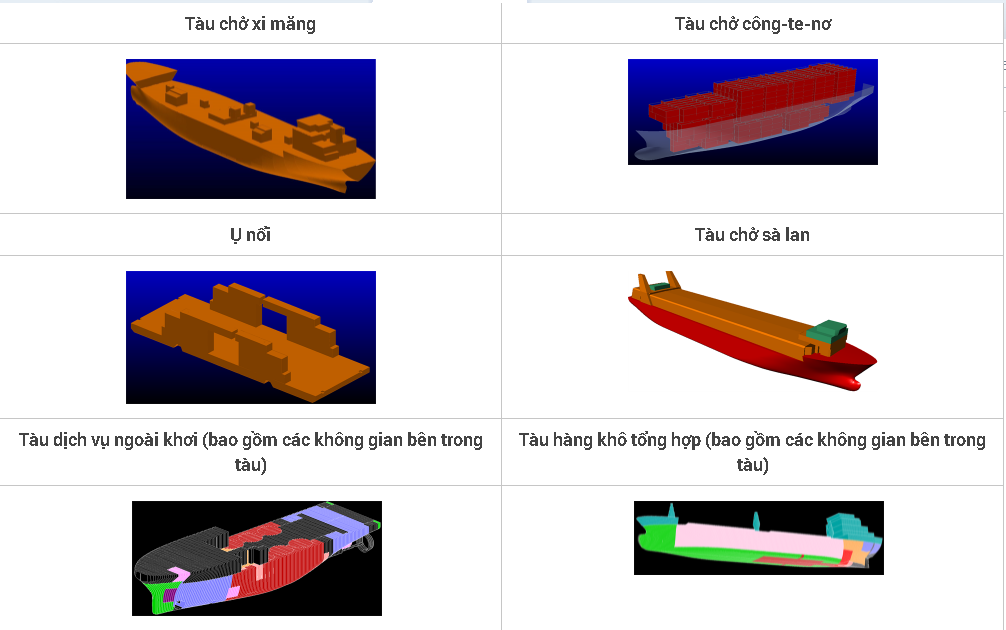 Tàu chở xi măng
Tàu chở công-te-nơ
Ụ nổi
Tàu chở sà lan
Tàu dịch vụ ngoài khơi (bao gồm các không gian bên trong
tàu)
Tàu hàng khô tổng hợp (bao gồm các không gian bên trong
tàu)